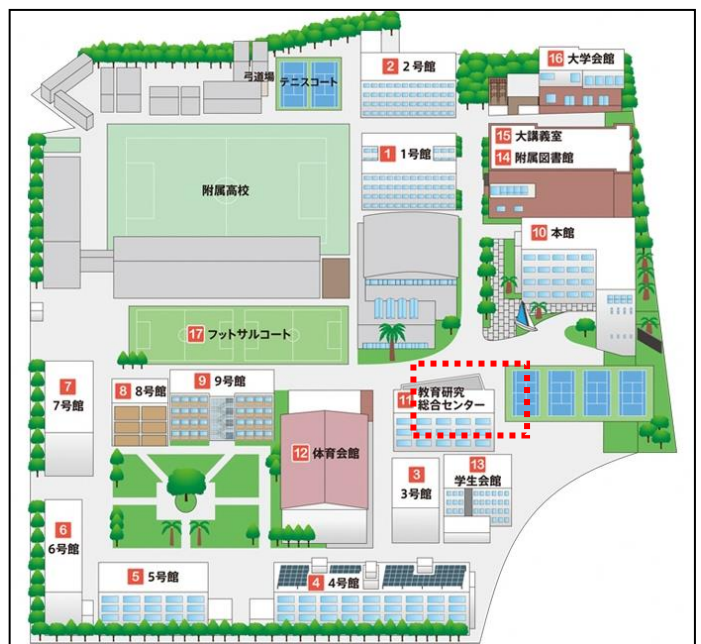 16 大学会館
2 2号館
弓道場
テニスコート
15 大講義室
14 附属図書館
1 1号館
附属高校
10 本館
17 フットサルコート
7
7号館
8 8号館
9 9号館
11 教育研究
総合センター
12 体育会館
3
3号館
13
学生会館
6
6号館
5 5号館
4 4号館